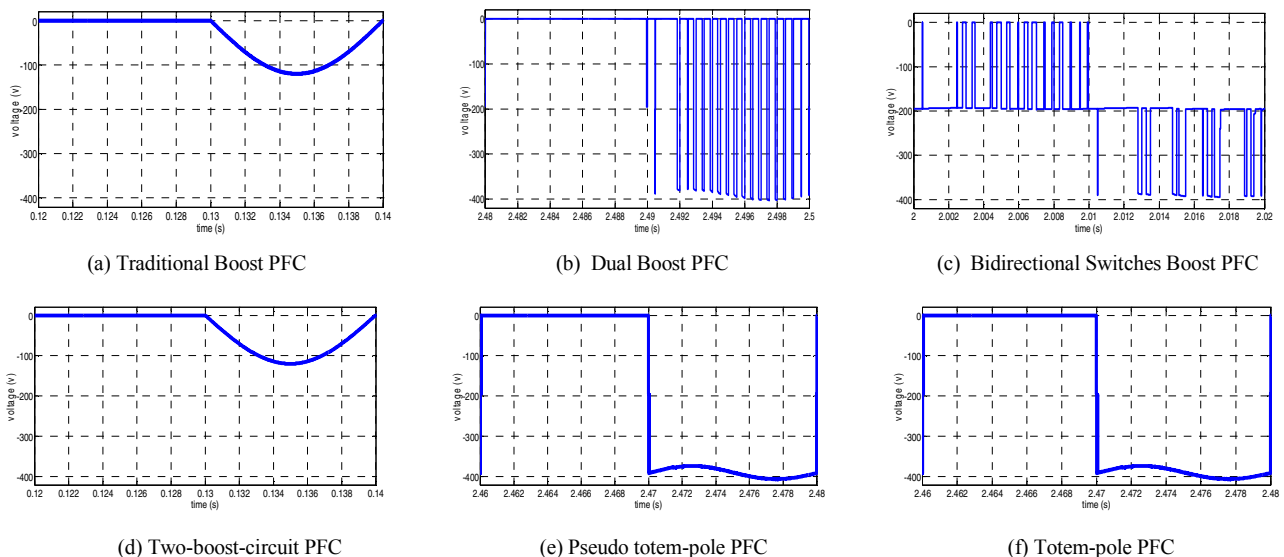 0
-100
-200
-300
-400
voltage (v)
0.12 0.122 0.124 0.126 0.128 0.13 0.132 0.134 0.136 0.138 0.14
time (s)
(a) Traditional Boost PFC
0
-100
-200
-300
-400
voltage (v)
2.48 2.482 2.484 2.486 2.488 2.49 2.492 2.494 2.496 2.498 2.5
time (s)
(b) Dual Boost PFC
0
-100
-200
-300
-400
voltage (v)
2 2.002 2.004 2.006 2.008 2.01 2.012 2.014 2.016 2.018 2.02
time (s)
(c) Bidirectional Switches Boost PFC
0
-100
-200
-300
-400
voltage (v)
0.12 0.122 0.124 0.126 0.128 0.13 0.132 0.134 0.136 0.138 0.14
time (s)
(d) Two-boost-circuit PFC
0
-100
-200
-300
-400
voltage (v)
2.46 2.462 2.464 2.466 2.468 2.47 2.472 2.474 2.476 2.478 2.48
time (s)
(e) Pseudo totem-pole PFC
0
-100
-200
-300
-400
voltage (v)
2.46 2.462 2.464 2.466 2.468 2.47 2.472 2.474 2.476 2.478 2.48
time (s)
(f) Totem-pole PFC